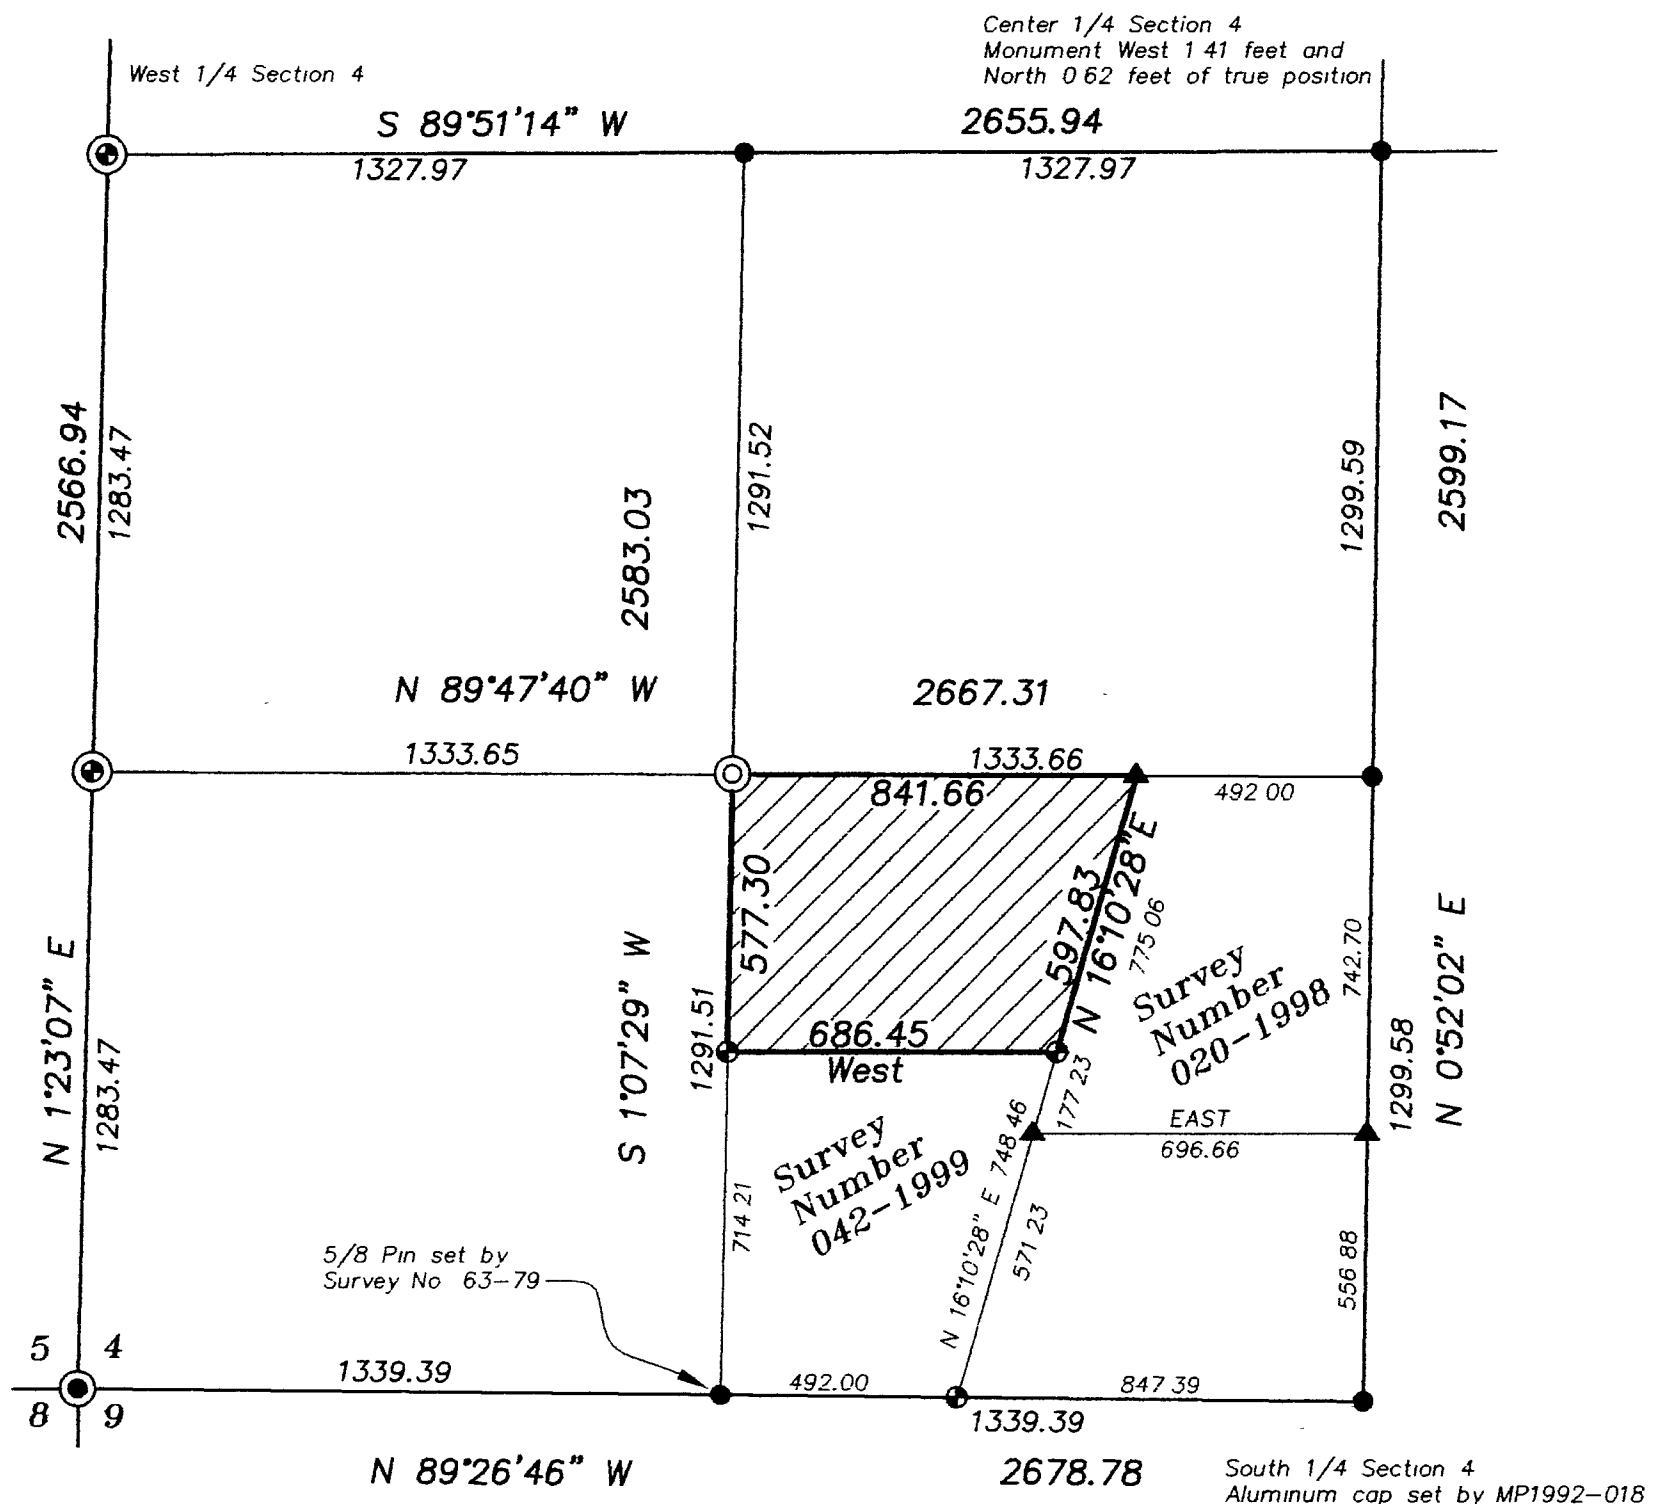 Center 1/4 Section 4
Monument West 1 41 feet and
North 0 62 feet of true position
West 1/4 Section 4
S 89°51'14" W
2655.94
1327.97
1327.97
2566.94
1283.47
2583.03
1291.52
1299.59
2599.17
N 89°47'40" W
2667.31
1333.65
1333.66
841.66
492 00
577.30
597.83
N 16°10'28" E
775 06
742.70
N 1°23'07" E
1283.47
S 1°07'29" W
1291.51
686.45
West
Survey
Number
020-1998
1299.58
N 0°52'02" E
177 23
EAST
696.66
Survey
Number
042-1999
714 21
N 16°10'28" E 748 46
571 23
556 88
5/8 Pin set by
Survey No 63-79
5 4
8 9
1339.39
492.00
847 39
1339.39
N 89°26'46" W
2678.78
South 1/4 Section 4
Aluminum cap set by MP1992-018